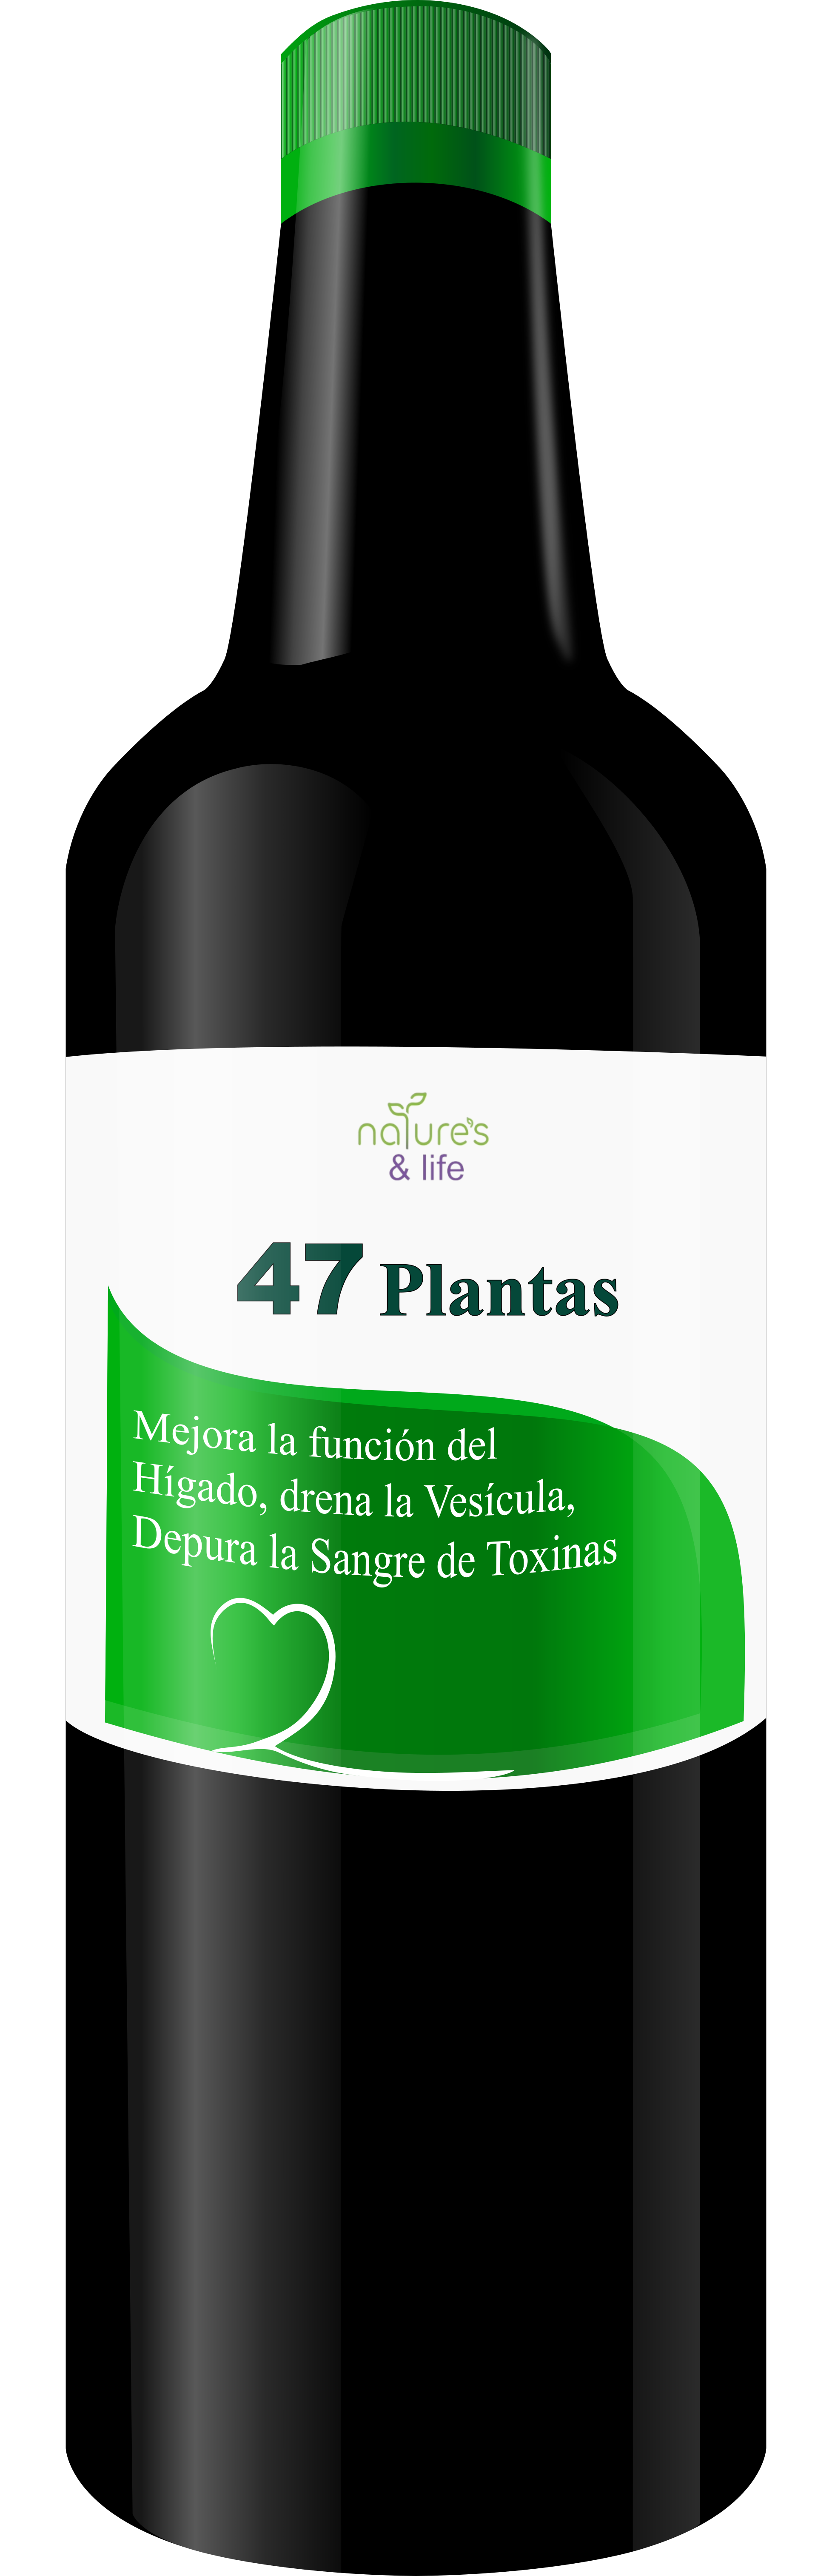 nature's
& life
47 Plantas
Mejora la función del
Hígado, drena la Vesícula,
Depura la Sangre de Toxinas